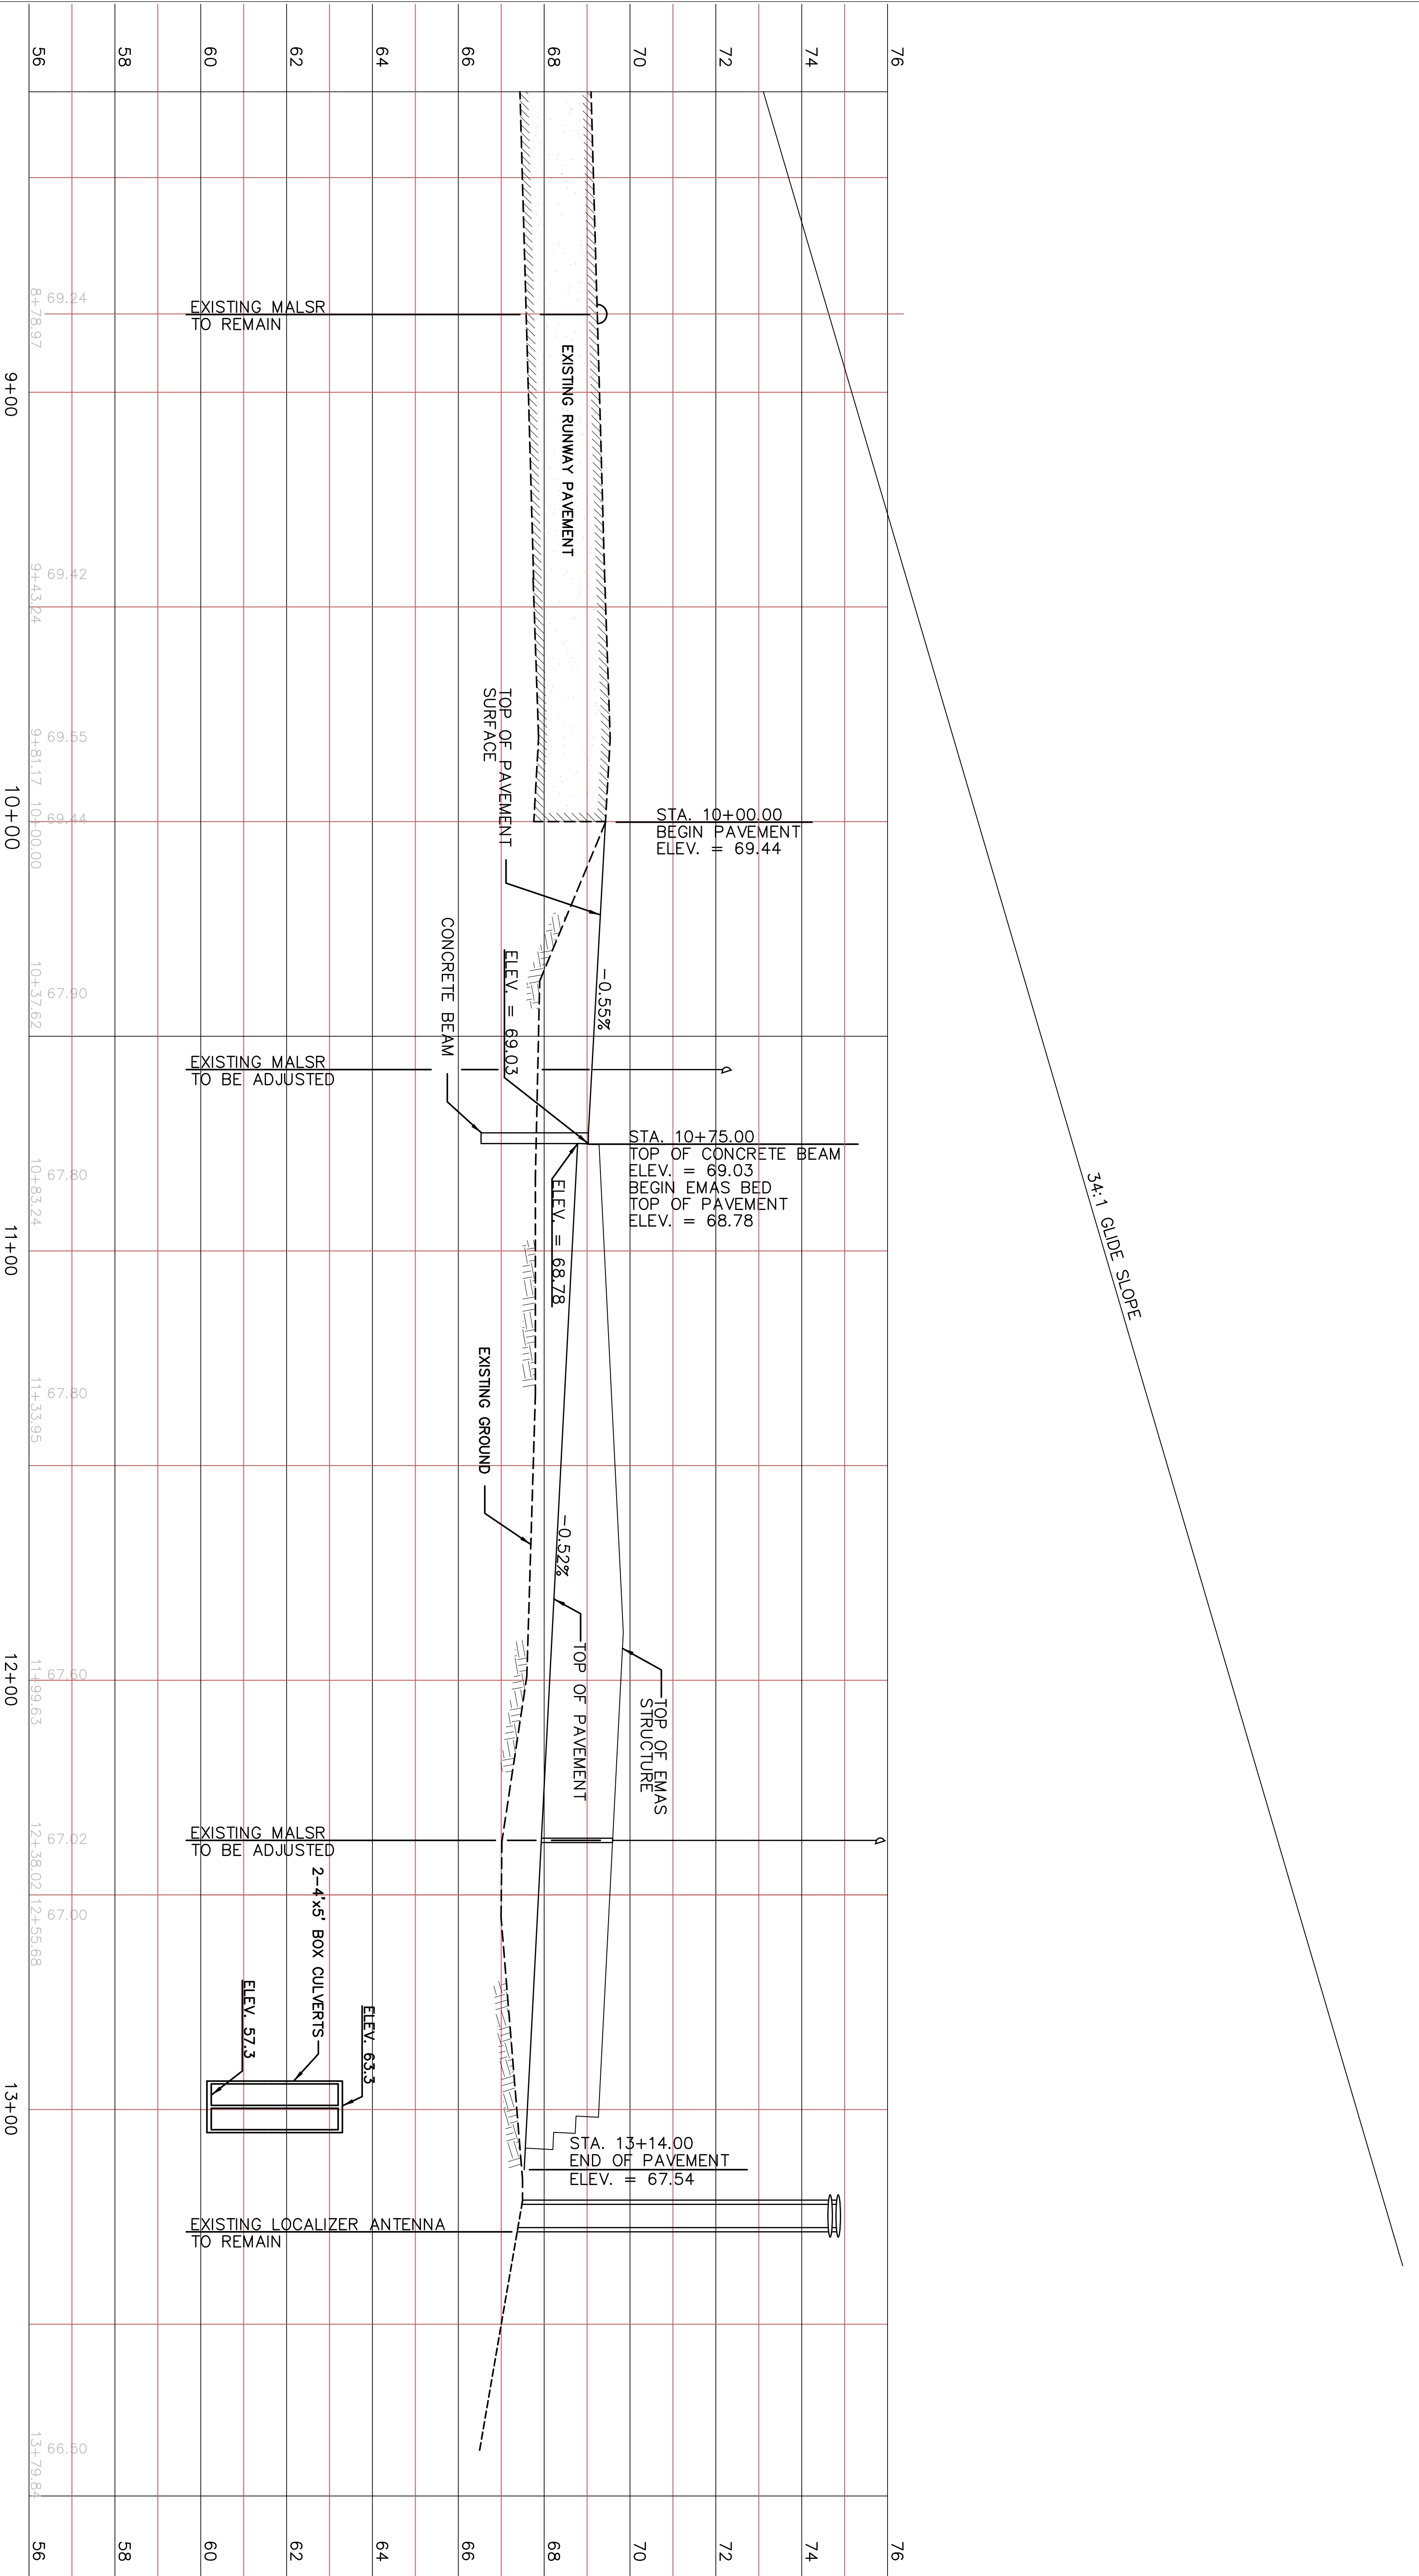 76
74
72
70
68
66
64
62
60
58
56
34:1 GLIDE SLOPE
EXISTING MALSR
TO REMAIN
EXISTING RUNWAY PAVEMENT
TOP OF PAVEMENT
SURFACE
STA. 10+00.00
BEGIN PAVEMENT
ELEV. = 69.44
-0.55%
CONCRETE BEAM
ELEV. = 69.03
EXISTING MALSR
TO BE ADJUSTED
STA. 10+75.00
TOP OF CONCRETE BEAM
ELEV. = 69.03
BEGIN EMAS BED
TOP OF PAVEMENT
ELEV. = 68.78
ELEV. = 68.78
EXISTING GROUND
-0.52%
TOP OF PAVEMENT
TOP OF EMAS
STRUCTURE
EXISTING MALSR
TO BE ADJUSTED
2-4'x5' BOX CULVERTS
ELEV. 57.3
ELEV. 63.3
STA. 13+14.00
END OF PAVEMENT
ELEV. = 67.54
EXISTING LOCALIZER ANTENNA
TO REMAIN
69.24
8+78.97
69.42
9+43.24
69.55
9+81.17
69.44
10+00.00
67.90
10+37.62
67.80
10+83.24
67.80
11+33.95
67.60
11+99.63
67.02
12+38.02
67.00
12+55.68
66.50
13+79.84
9+00
10+00
11+00
12+00
13+00
76
74
72
70
68
66
64
62
60
58
56